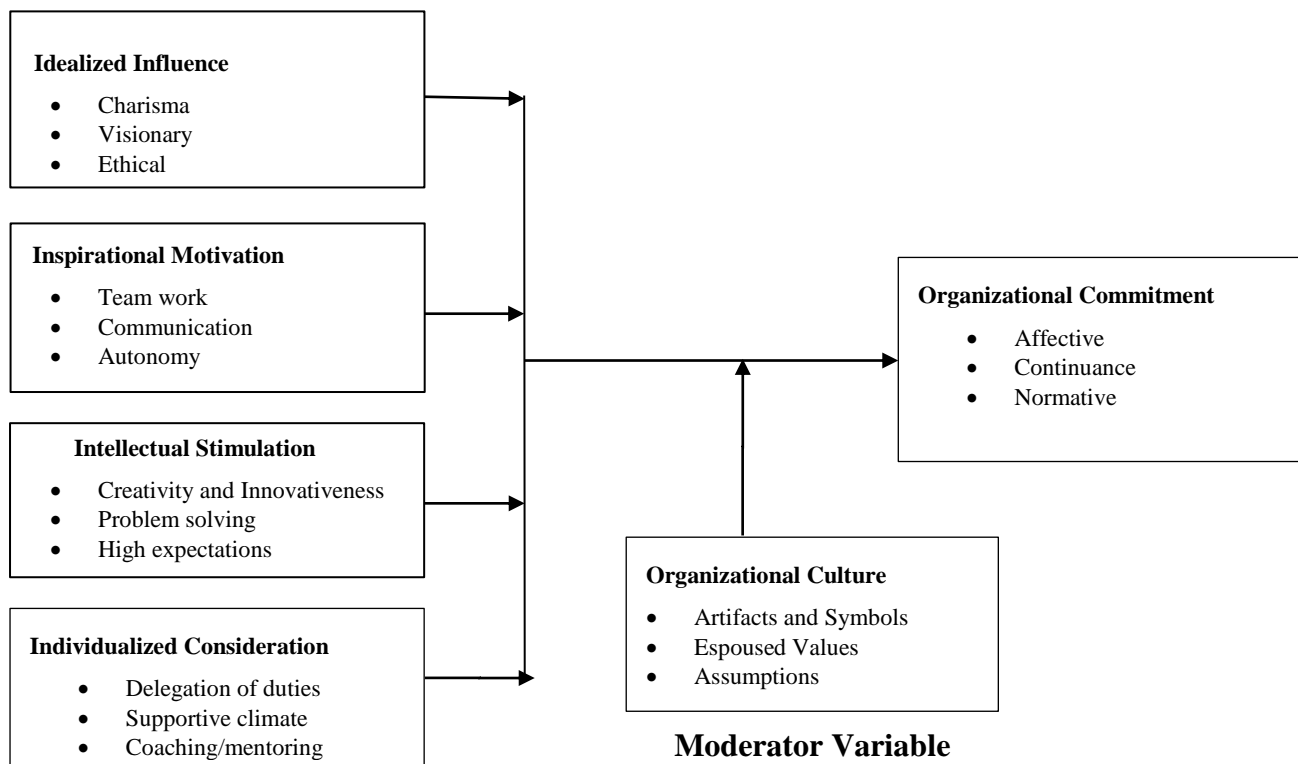 Idealized Influence
• Charisma
• Visionary
• Ethical
Inspirational Motivation
• Team work
• Communication
• Autonomy
Intellectual Stimulation
• Creativity and Innovativeness
• Problem solving
• High expectations
Individualized Consideration
• Delegation of duties
• Supportive climate
• Coaching/mentoring
Organizational Culture
• Artifacts and Symbols
• Espoused Values
• Assumptions
Moderator Variable
Organizational Commitment
• Affective
• Continuance
• Normative